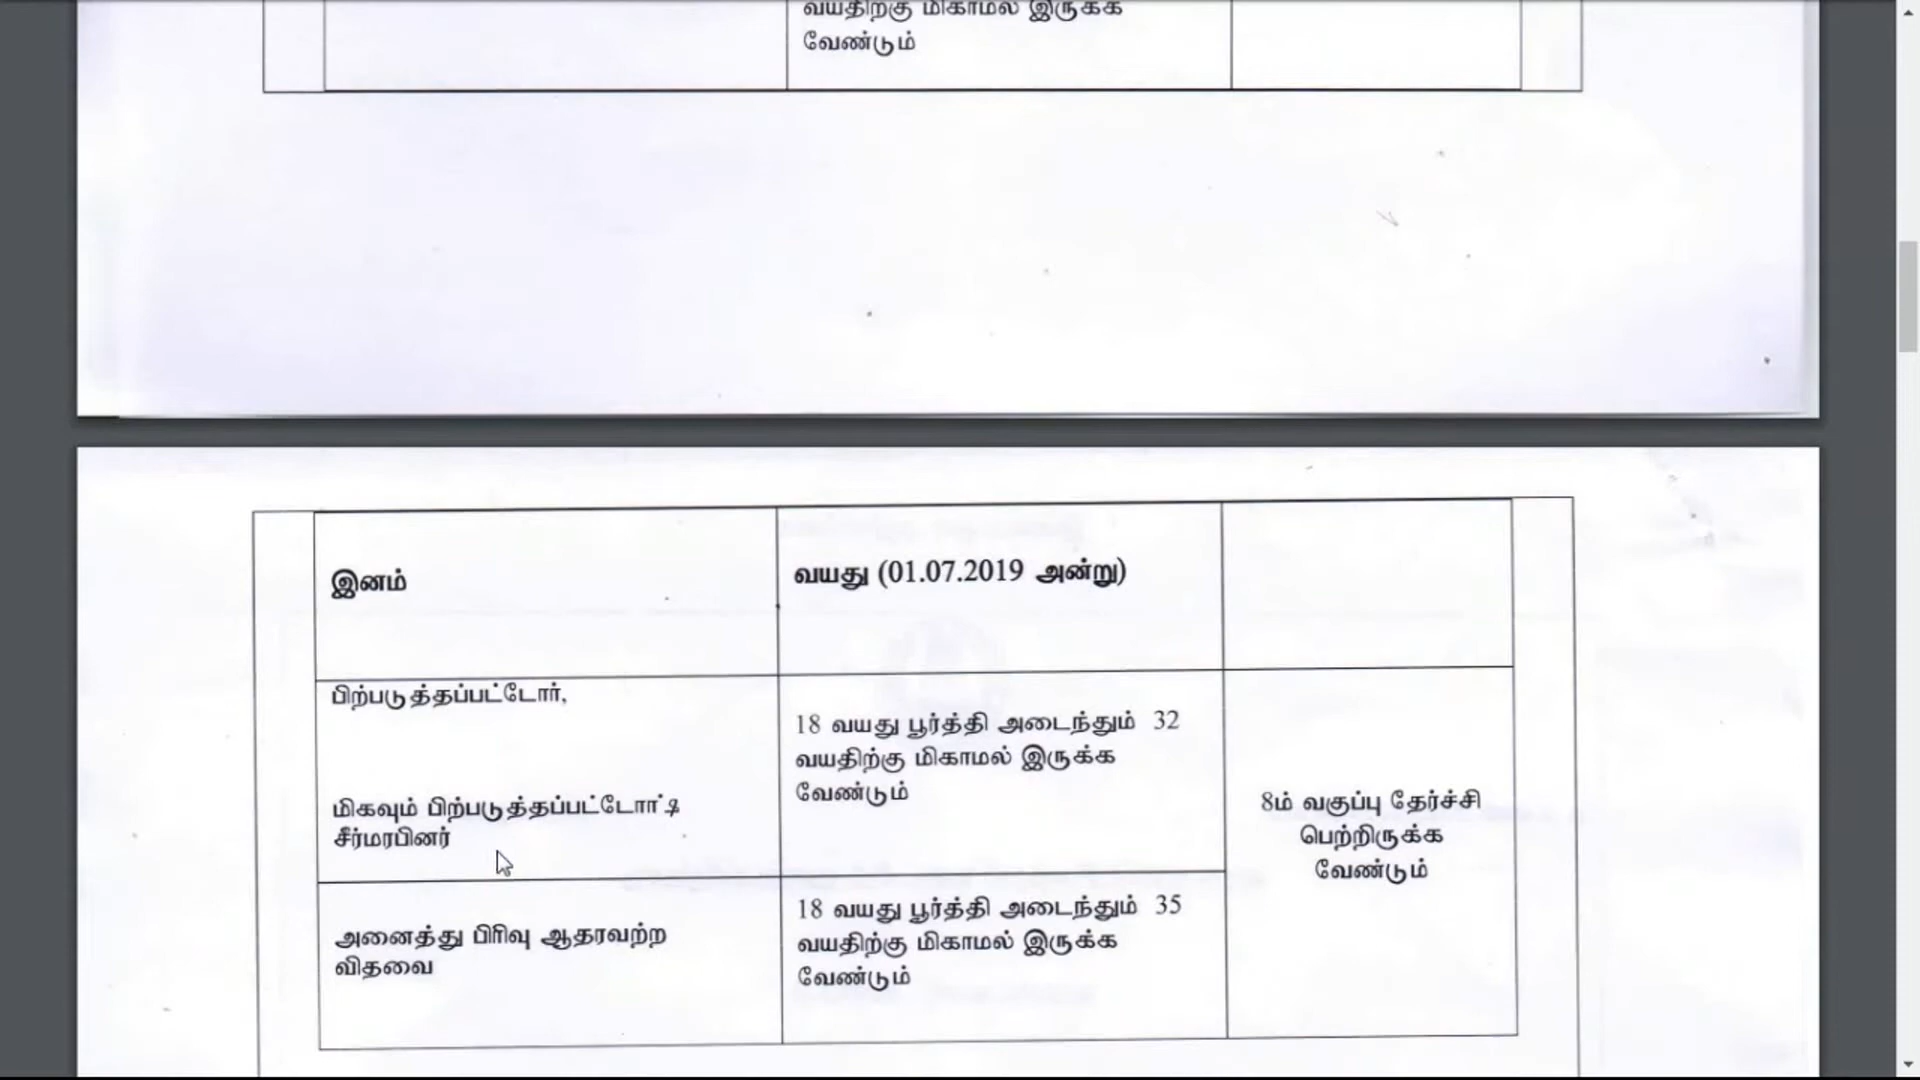 வயதிற்கு மிகாமல் இருக்க
வேண்டும்
இனம்
வயது (01.07.2019 அன்று)
பிற்படுத்தப்பட்டோர்,
மிகவும் பிற்படுத்தப்பட்டோர்/
சீர்மரபினர்
18 வயது பூர்த்தி அடைந்தும் 32
வயதிற்கு மிகாமல் இருக்க
வேண்டும்
8ம் வகுப்பு தேர்ச்சி
பெற்றிருக்க
வேண்டும்
அனைத்து பிரிவு ஆதரவற்ற
விதவை
18 வயது பூர்த்தி அடைந்தும் 35
வயதிற்கு மிகாமல் இருக்க
வேண்டும்